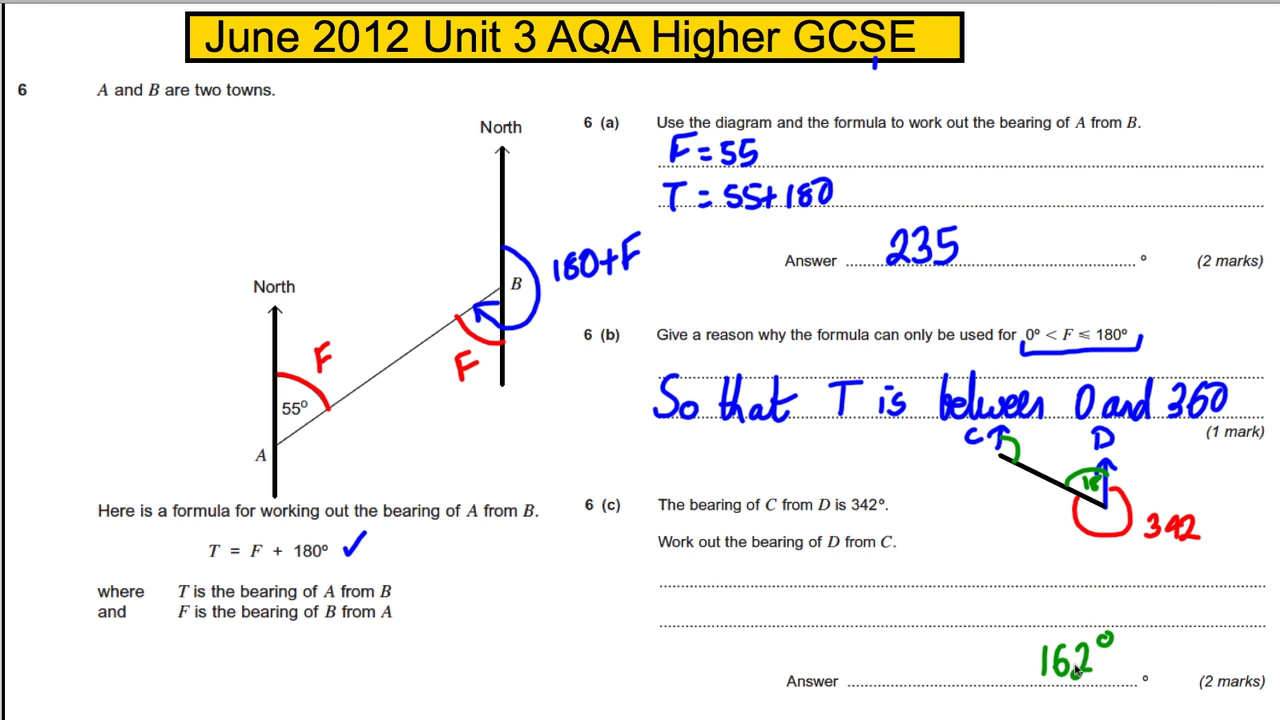 June 2012 Unit 3 AQA Higher GCSE
6 A and B are two towns.
North
North
B
180+F
F
F
55°
A
Here is a formula for working out the bearing of A from B.
T = F + 180°
where T is the bearing of A from B
and F is the bearing of B from A
6 (a) Use the diagram and the formula to work out the bearing of A from B.
F = 55
T = 55+180
Answer 235 °
(2 marks)
6 (b) Give a reason why the formula can only be used for 0° < F ≤ 180°
So that T is between 0 and 360
(1 mark)
C D
18
342
6 (c) The bearing of C from D is 342°.
Work out the bearing of D from C.
Answer 162° °
(2 marks)